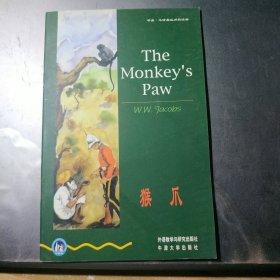 The
Monkey's
Paw
W.W. Jacobs
猴 爪
外语教学与研究出版社
牛津大学出版社